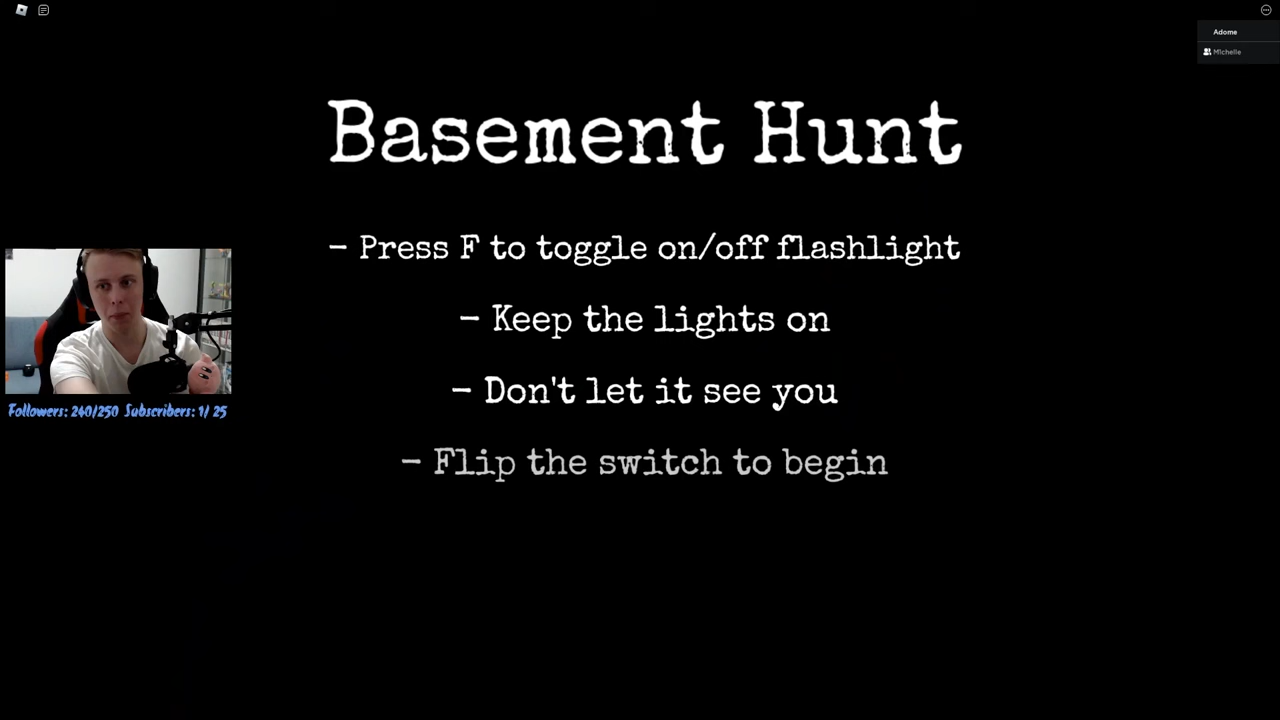 Adome
M1chelle
Basement Hunt
- Press F to toggle on/off flashlight
- Keep the lights on
- Don't let it see you
- Flip the switch to begin
Followers: 240/250 Subscribers: 1/ 25